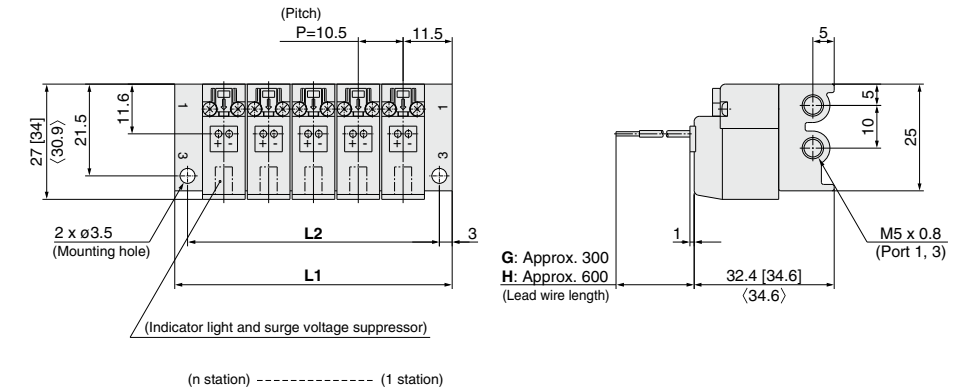 (Pitch)
P=10.5
11.5
27 [34]
〈30.9〉
21.5
11.6
1
3
1
3
+ -
+ -
+ -
+ -
+ -
2 x ø3.5
(Mounting hole)
L2
3
L1
(Indicator light and surge voltage suppressor)
(n station) (1 station)
5
5
10
25
1
G: Approx. 300
H: Approx. 600
(Lead wire length)
32.4 [34.6]
〈34.6〉
M5 x 0.8
(Port 1, 3)